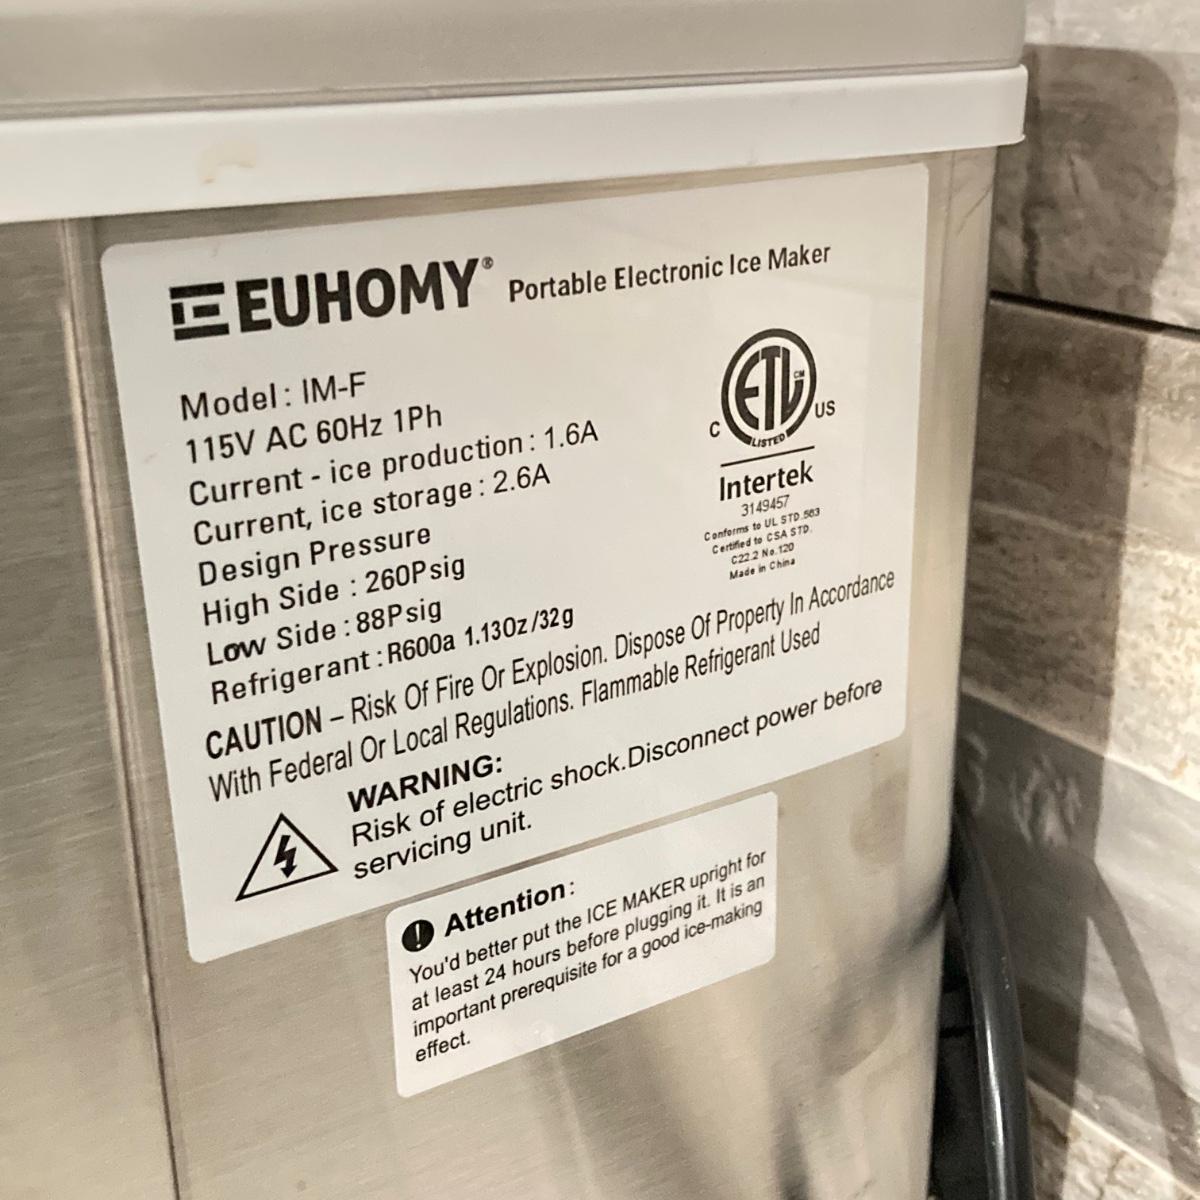 EUHOMY® Portable Electronic Ice Maker
Model: IM-F
115V AC 60Hz 1Ph
Current - ice production : 1.6A
Current, ice storage : 2.6A
Design Pressure
High Side : 260Psig
Low Side : 88Psig
Refrigerant : R600a 1.13Oz/32g
CAUTION – Risk Of Fire Or Explosion. Dispose Of Property In Accordance
With Federal Or Local Regulations. Flammable Refrigerant Used
WARNING:
Risk of electric shock.Disconnect power before
servicing unit.
ETL CM
C US
LISTED
Intertek
3149457
Conforms to UL STD.563
Certified to CSA STD.
C22.2 No.120
Made in China
Attention:
You'd better put the ICE MAKER upright for
at least 24 hours before plugging it. It is an
important prerequisite for a good ice-making
effect.